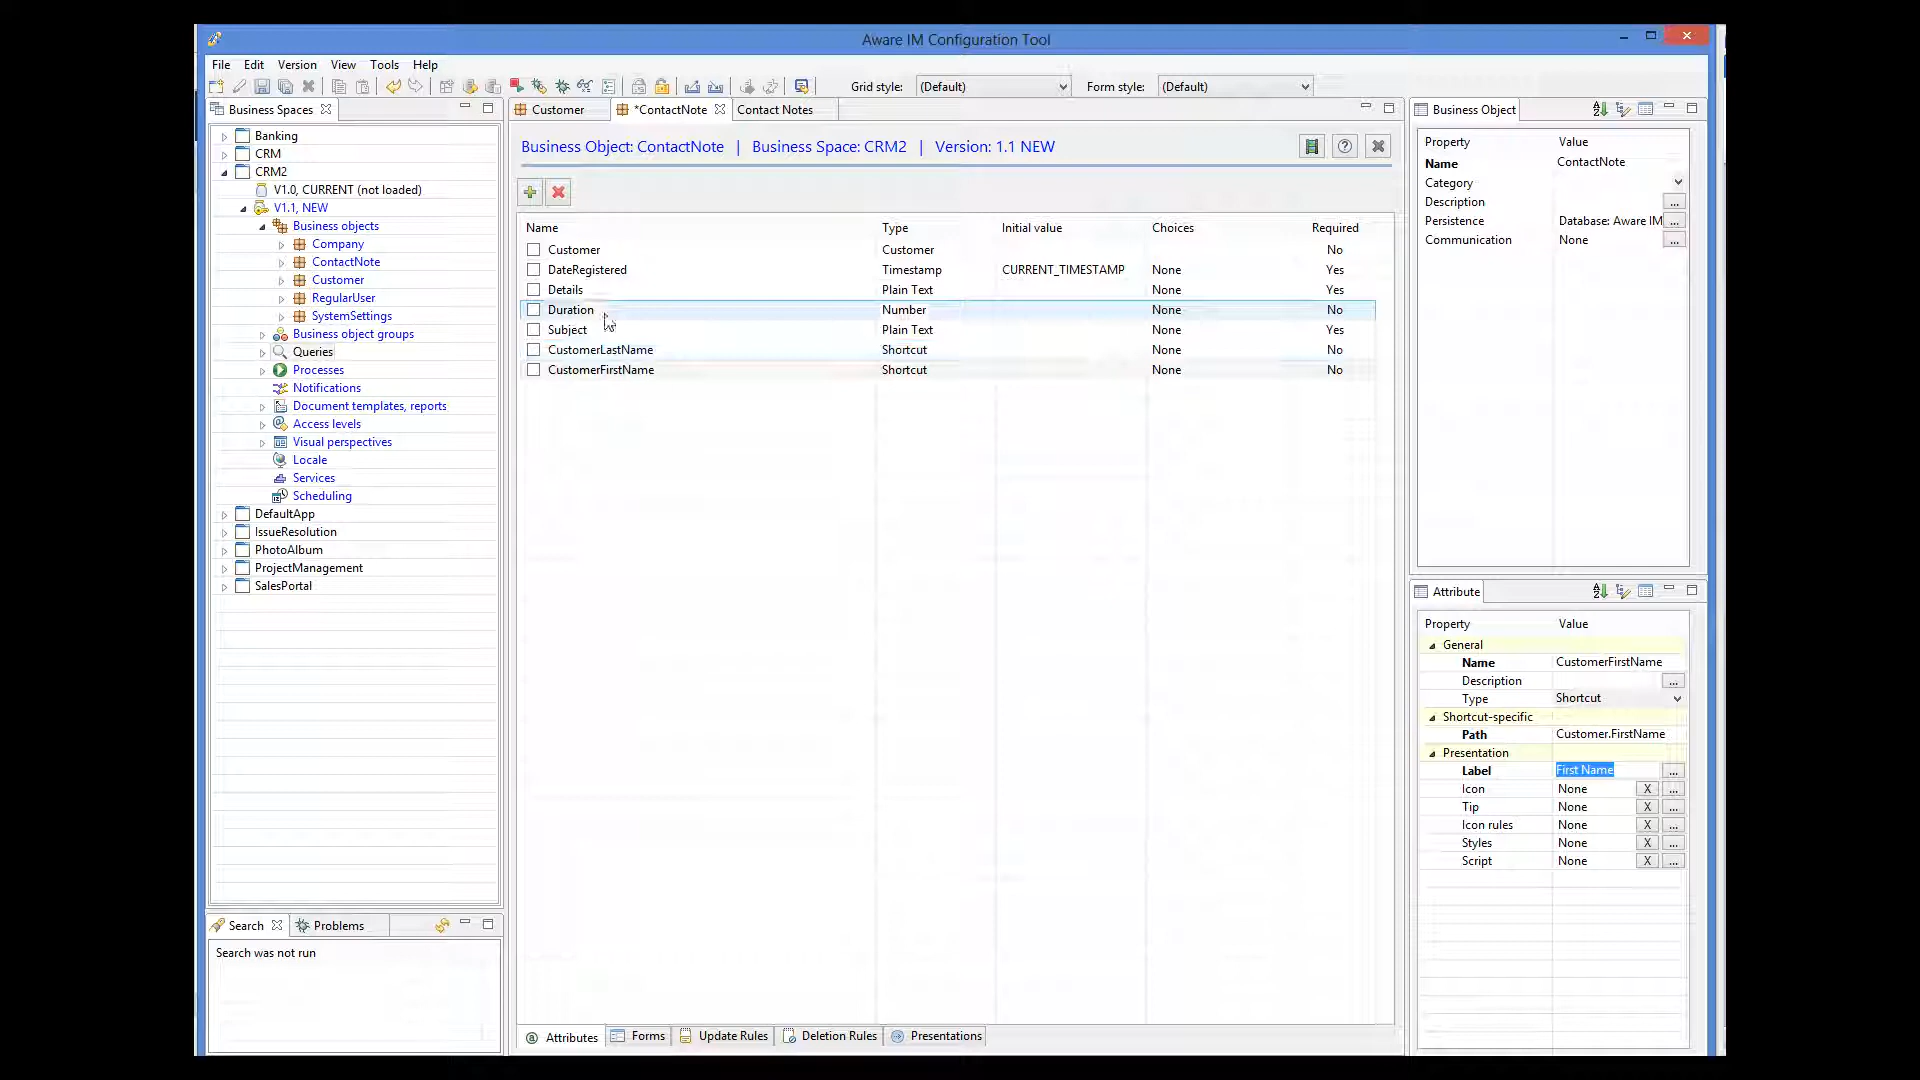 Aware IM Configuration Tool
File Edit Version View Tools Help
Grid style: (Default) Form style: (Default)
Business Spaces
Banking
CRM
CRM2
V1.0, CURRENT (not loaded)
V1.1, NEW
Business objects
Company
ContactNote
Customer
RegularUser
SystemSettings
Business object groups
Queries
Processes
Notifications
Document templates, reports
Access levels
Visual perspectives
Locale
Services
Scheduling
DefaultApp
IssueResolution
PhotoAlbum
ProjectManagement
SalesPortal
Search Problems
Search was not run
Customer *ContactNote Contact Notes
Business Object: ContactNote | Business Space: CRM2 | Version: 1.1 NEW
Name Type Initial value Choices Required
Customer Customer No
DateRegistered Timestamp CURRENT_TIMESTAMP None Yes
Details Plain Text None Yes
Duration Number None No
Subject Plain Text None Yes
CustomerLastName Shortcut None No
CustomerFirstName Shortcut None No
Attributes Forms Update Rules Deletion Rules Presentations
Business Object
Property Value
Name ContactNote
Category
Description ...
Persistence Database: Aware IM ...
Communication None ...
Attribute
Property Value
General
Name CustomerFirstName
Description ...
Type Shortcut
Shortcut-specific
Path Customer.FirstName
Presentation
Label First Name ...
Icon None X ...
Tip None X ...
Icon rules None X ...
Styles None X ...
Script None X ...